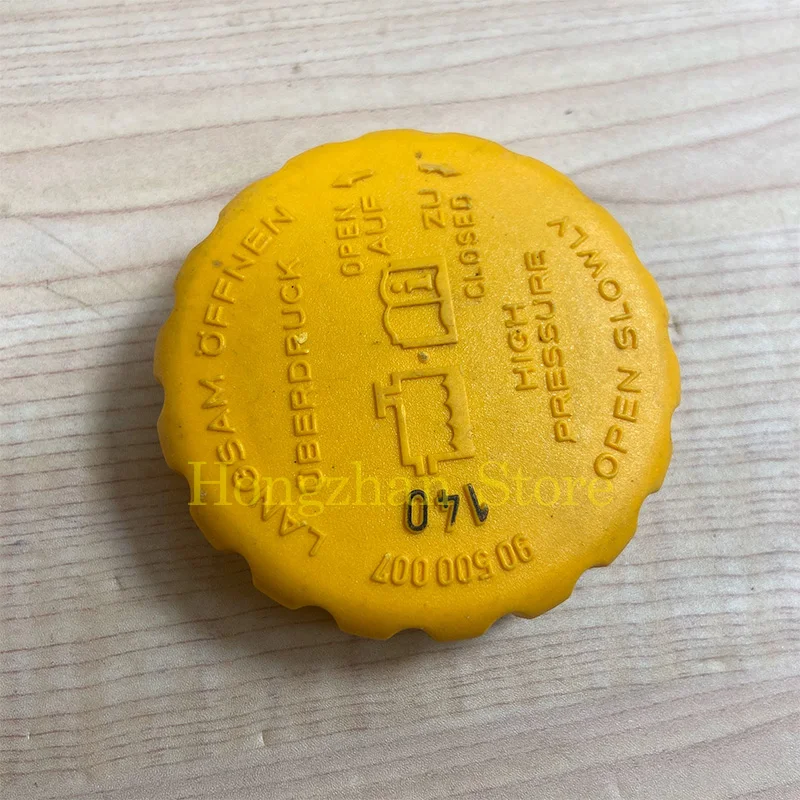 LANGSAM ÖFFNEN
ÜBERDRUCK
OPEN
AUF
ZU
CLOSED
HIGH
PRESSURE
OPEN SLOWLY
140
90 500 007
Hongzhan Store